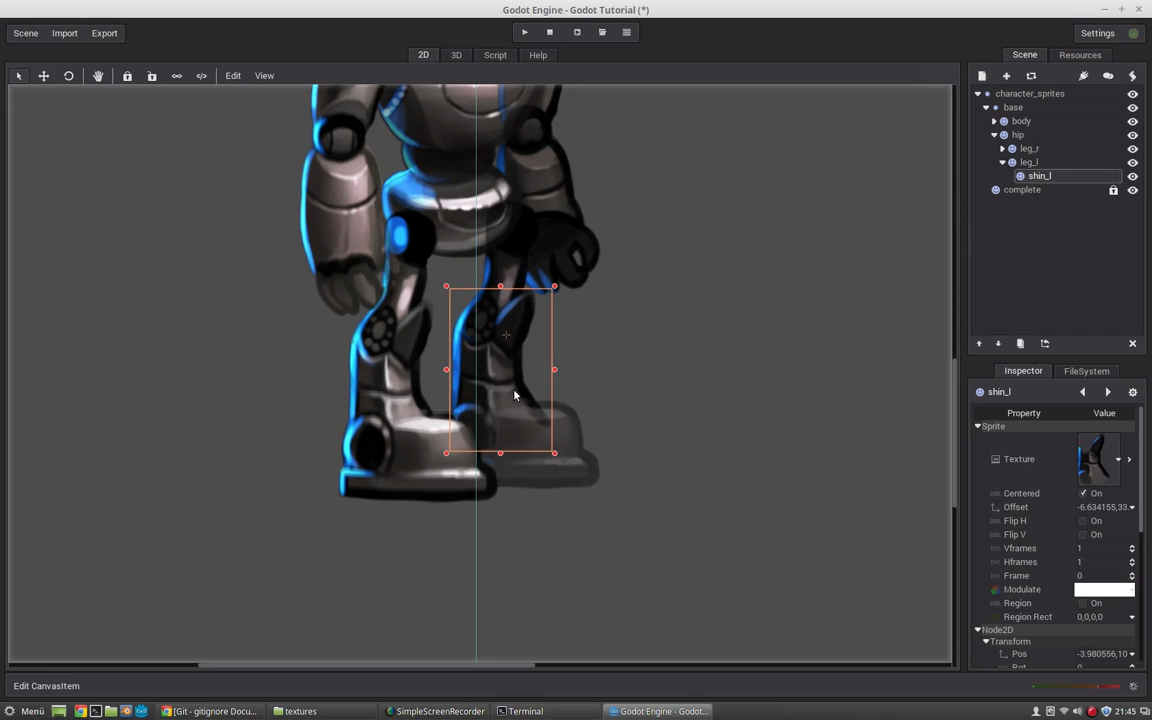 Godot Engine - Godot Tutorial (*)
Scene Import Export Settings
2D 3D Script Help Scene Resources
Edit View
character_sprites
base
body
hip
leg_r
leg_l
shin_l
complete
Inspector FileSystem
shin_l
Property Value
Sprite
Texture
Centered On
Offset -6.634155,33.
Flip H On
Flip V On
Vframes 1
Hframes 1
Frame 0
Modulate
Region On
Region Rect 0,0,0,0
Node2D
Transform
Pos -3.980556,10
Rot 0
Edit CanvasItem
Menü [Git - gitignore Docu... textures SimpleScreenRecorder Terminal Godot Engine - Godot... 21:45